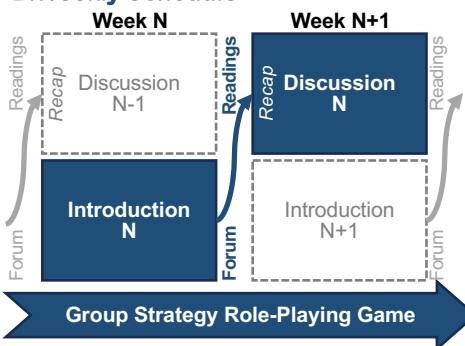 Weekly Schedule
Week N
Week N+1
Readings
Recap
Discussion
N-1
Readings
Recap
Discussion
N
Readings
Forum
Introduction
N
Forum
Introduction
N+1
Forum
Group Strategy Role-Playing Game